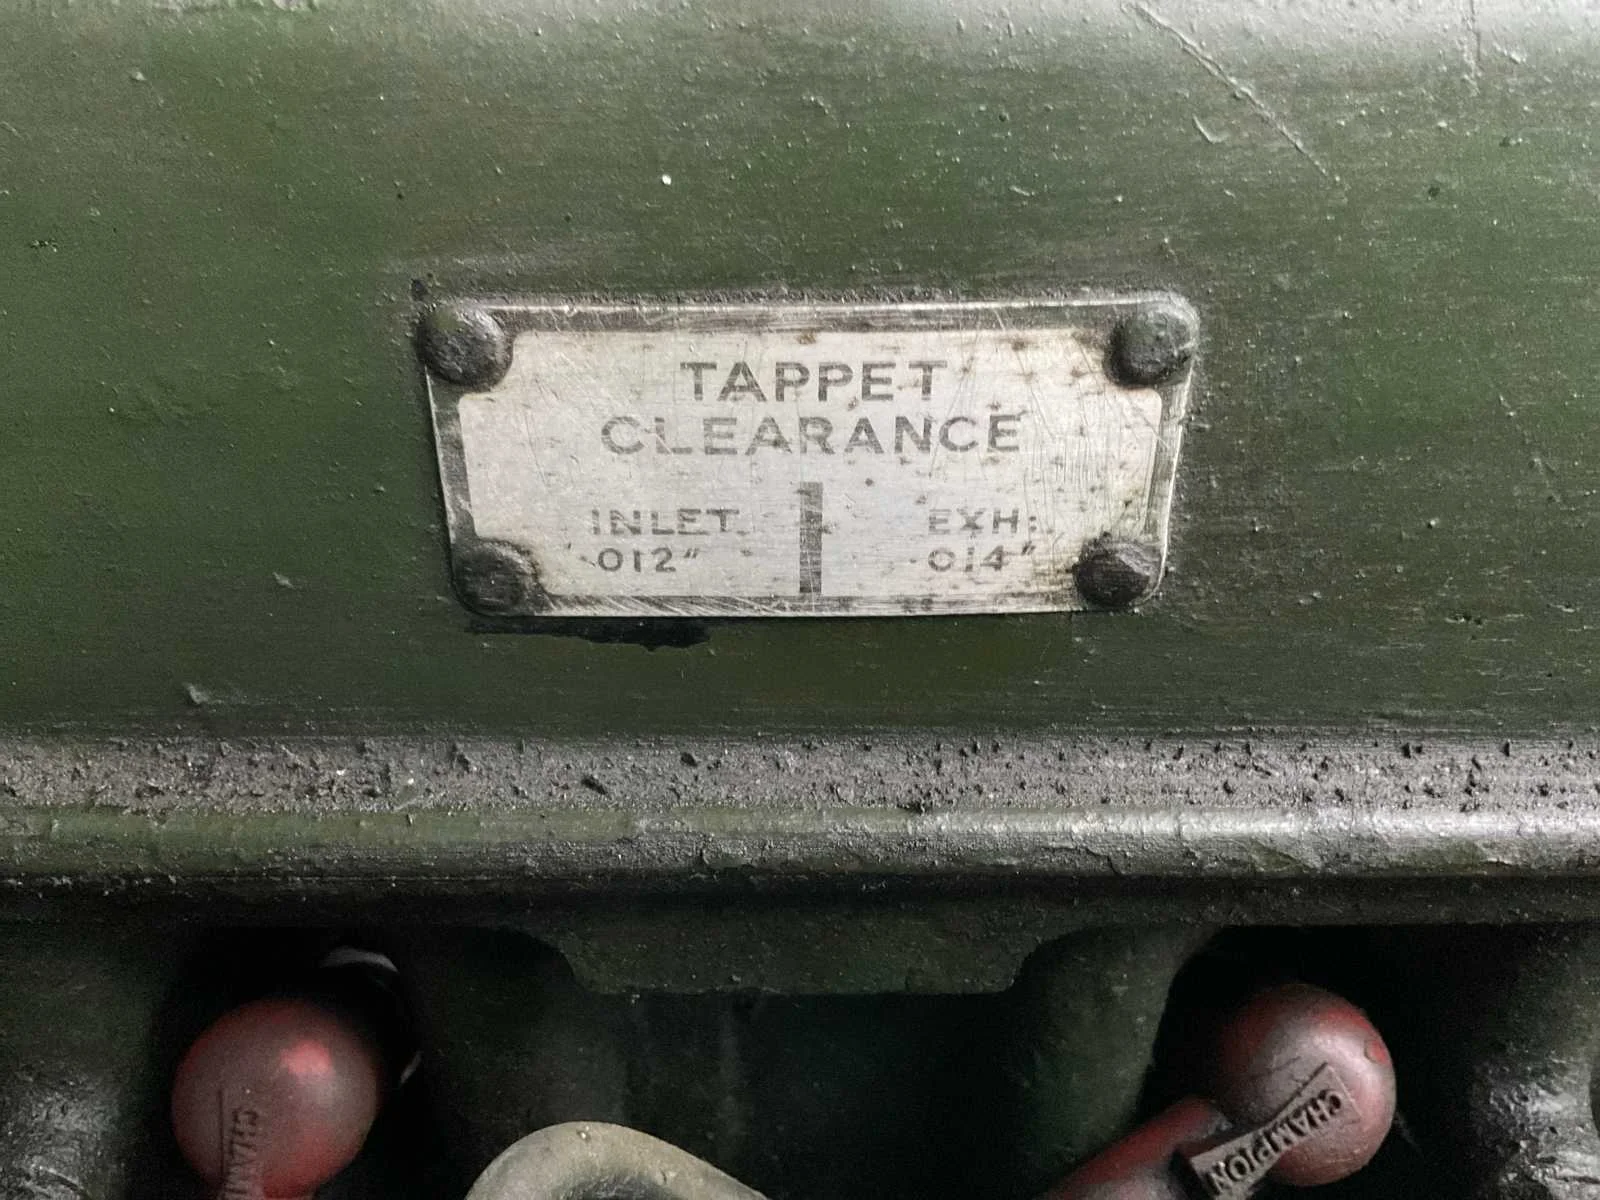 TAPPET
CLEARANCE
INLET. EXH:
·012" ·014"
CHAMPION